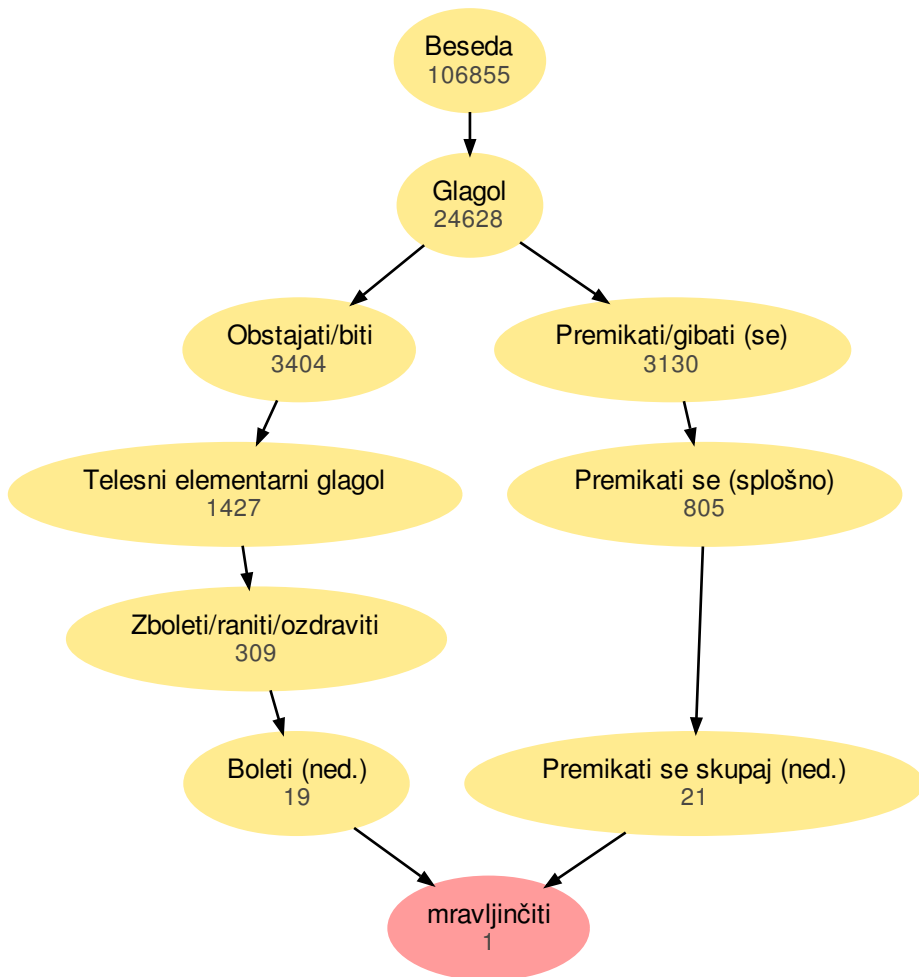 Beseda
106855
Glagol
24628
Obstajati/biti
3404
Premikati/gibati (se)
3130
Telesni elementarni glagol
1427
Premikati se (splošno)
805
Zboleti/raniti/ozdraviti
309
Boleti (ned.)
19
Premikati se skupaj (ned.)
21
mravljinčiti
1